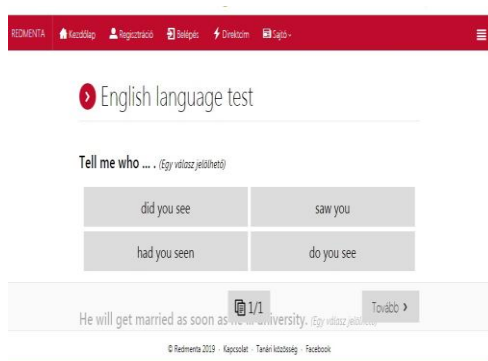 REDMENTA Kezdőlap Regisztráció Belépés Direktcím Sajtó
English language test
Tell me who ... . (Egy válasz jelölhető)
did you see saw you
had you seen do you see
He will get married as soon as he ... university. (Egy válasz jelölhető)
1/1 Tovább
© Redmenta 2019 - Kapcsolat - Tanári közösség - Facebook